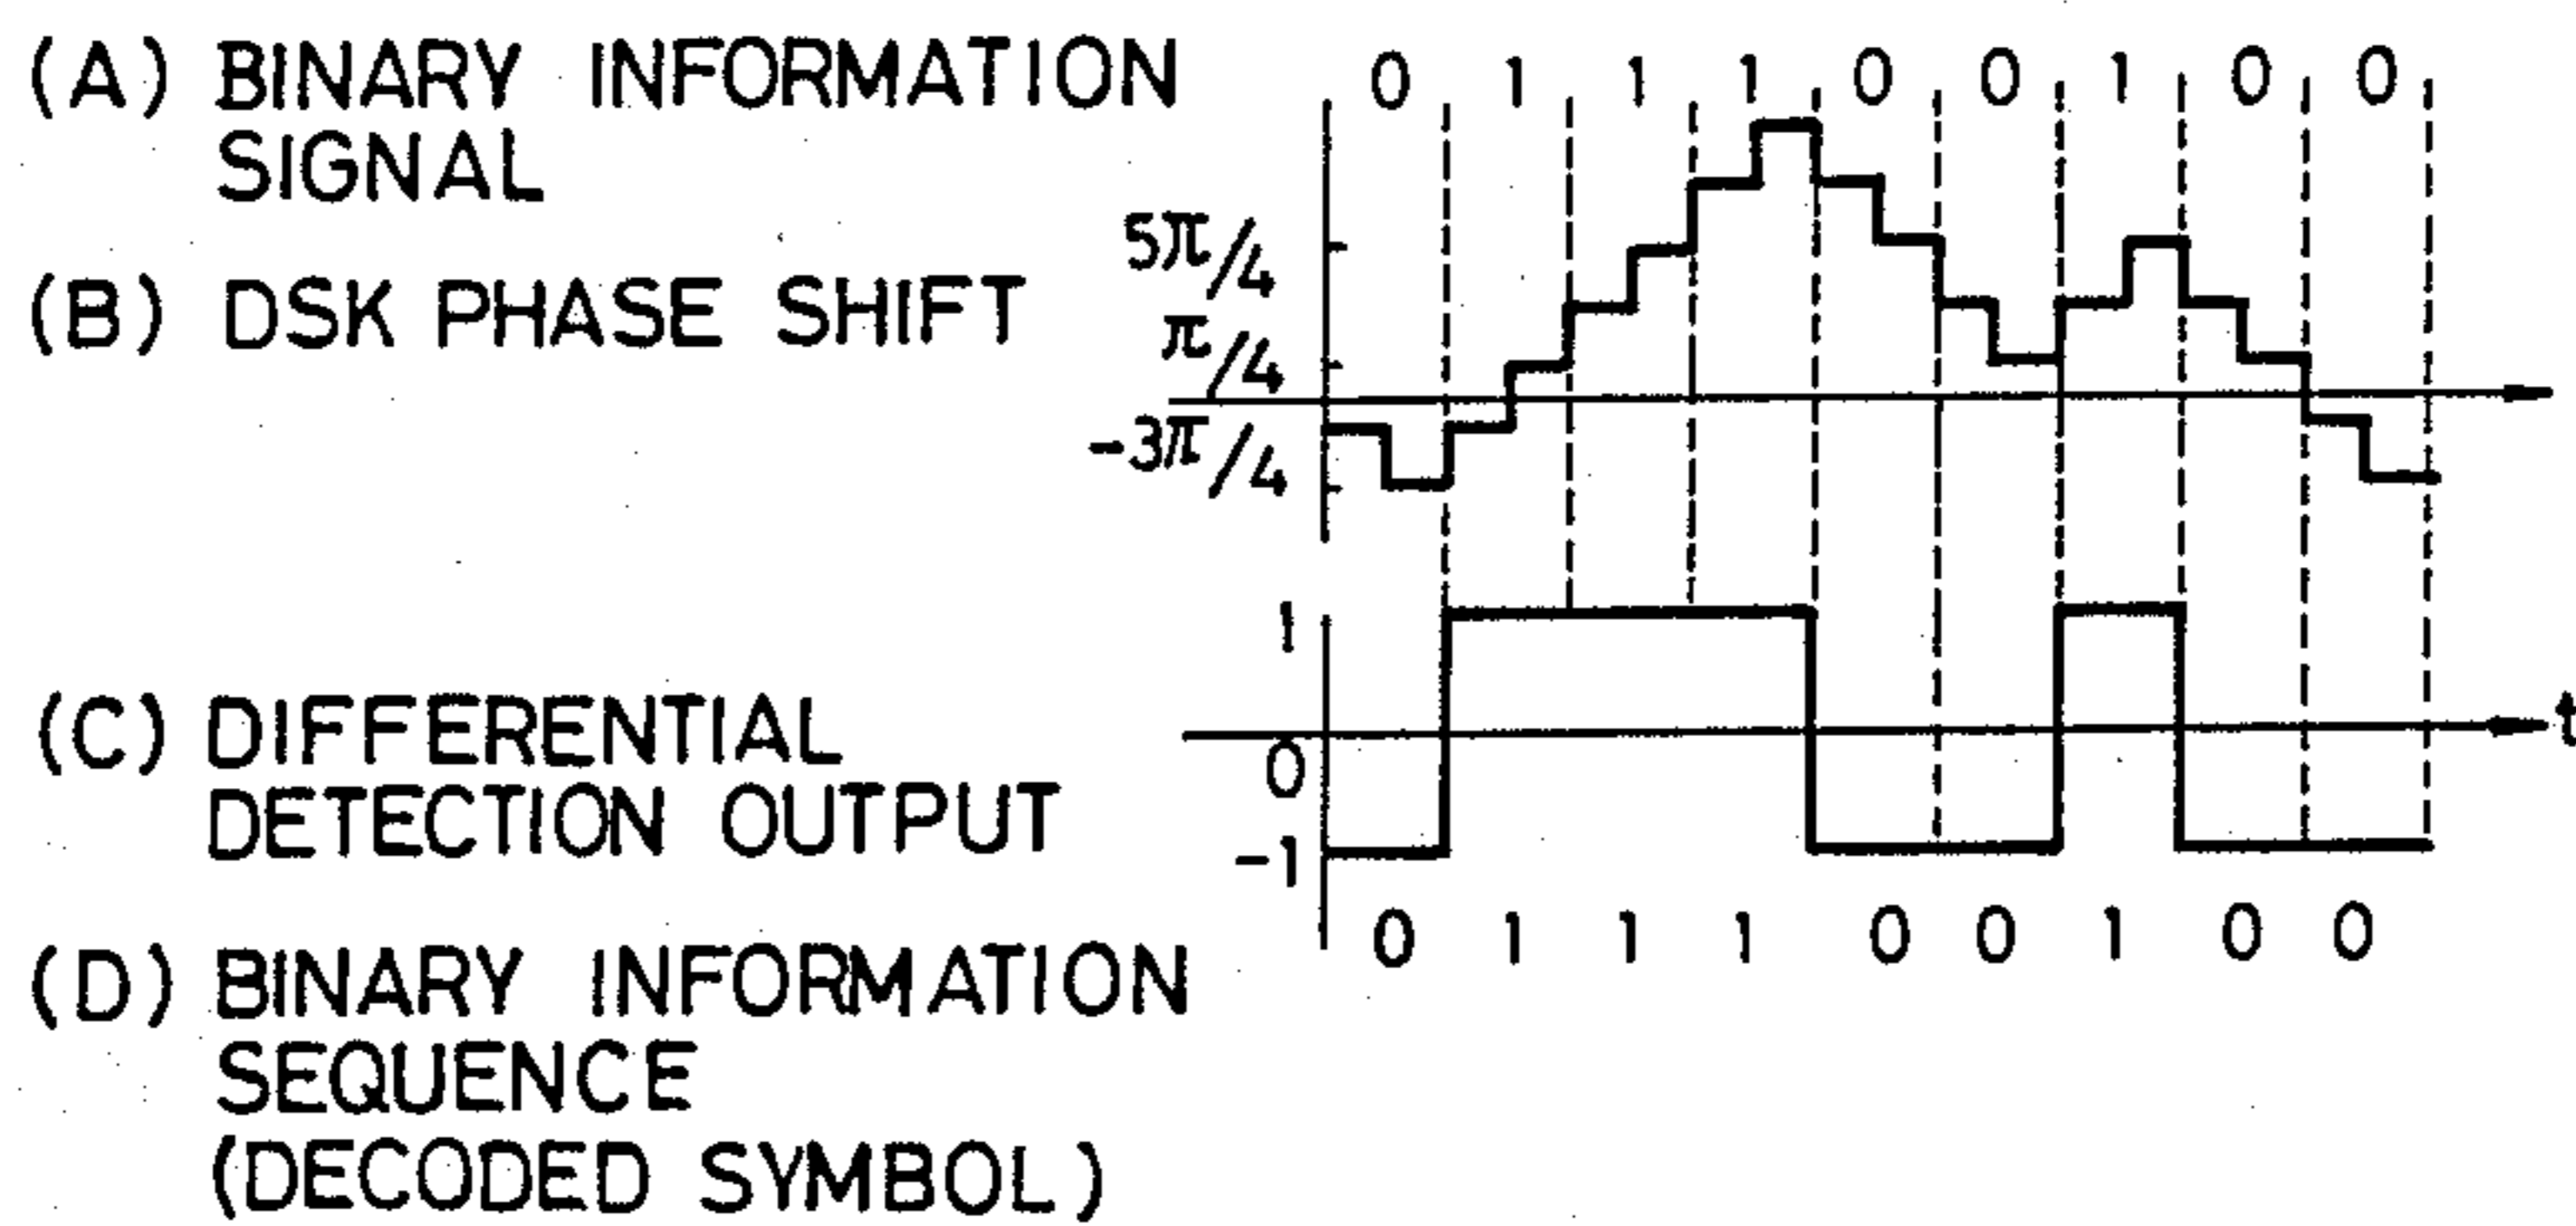 (A) BINARY INFORMATION SIGNAL
0 1 1 1 0 0 1 0 0
(B) DSK PHASE SHIFT
5π/4
π/4
-3π/4
(C) DIFFERENTIAL DETECTION OUTPUT
1
0
-1
t
(D) BINARY INFORMATION SEQUENCE (DECODED SYMBOL)
0 1 1 1 0 0 1 0 0